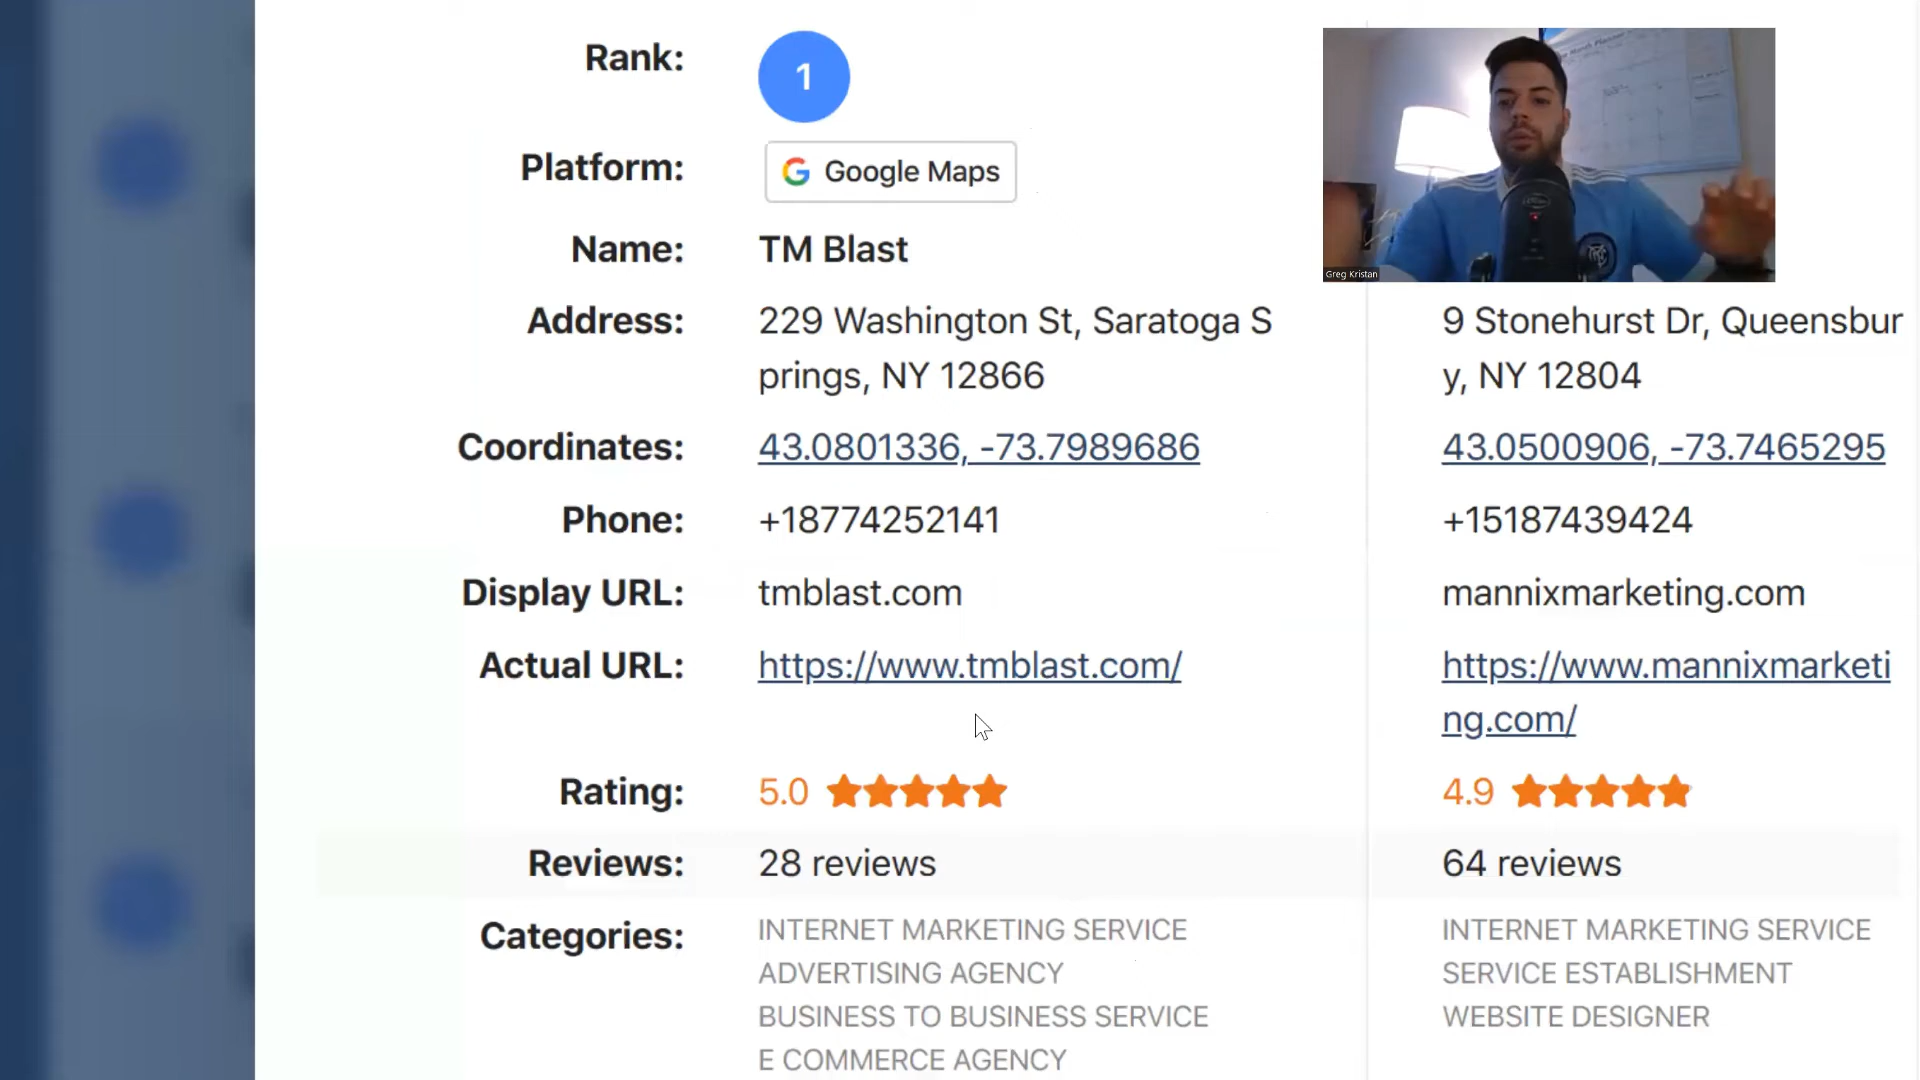 Rank:
1
Platform:
Google Maps
Name:
TM Blast
Address:
229 Washington St, Saratoga S
prings, NY 12866
9 Stonehurst Dr, Queensbur
y, NY 12804
Coordinates:
43.0801336, -73.7989686
43.0500906, -73.7465295
Phone:
+18774252141
+15187439424
Display URL:
tmblast.com
mannixmarketing.com
Actual URL:
https://www.tmblast.com/
https://www.mannixmarketi
ng.com/
Rating:
5.0
4.9
Reviews:
28 reviews
64 reviews
Categories:
INTERNET MARKETING SERVICE
ADVERTISING AGENCY
BUSINESS TO BUSINESS SERVICE
E COMMERCE AGENCY
INTERNET MARKETING SERVICE
SERVICE ESTABLISHMENT
WEBSITE DESIGNER
Greg Kristan